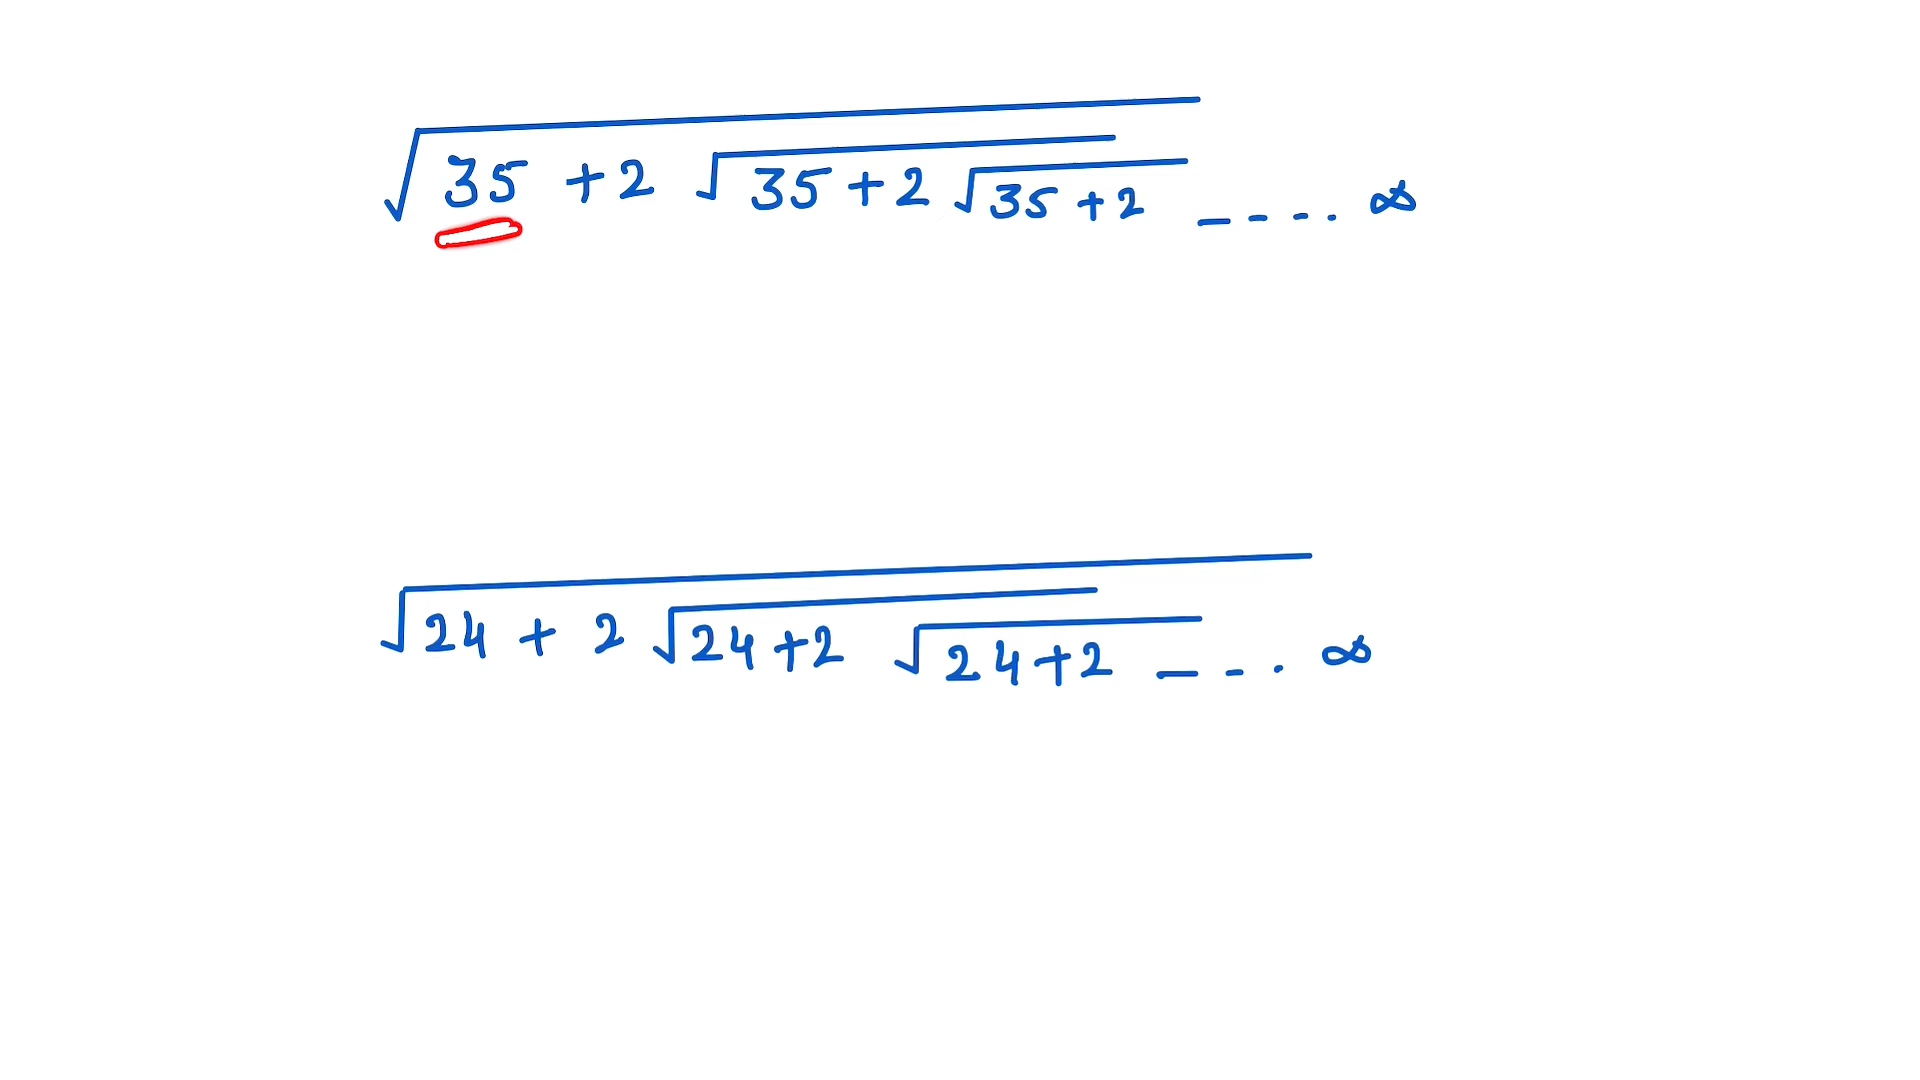 √35 + 2 √35 + 2 √35 + 2 _ - - . . ∞
√24 + 2 √24 + 2 √24 + 2 _ - - . ∞